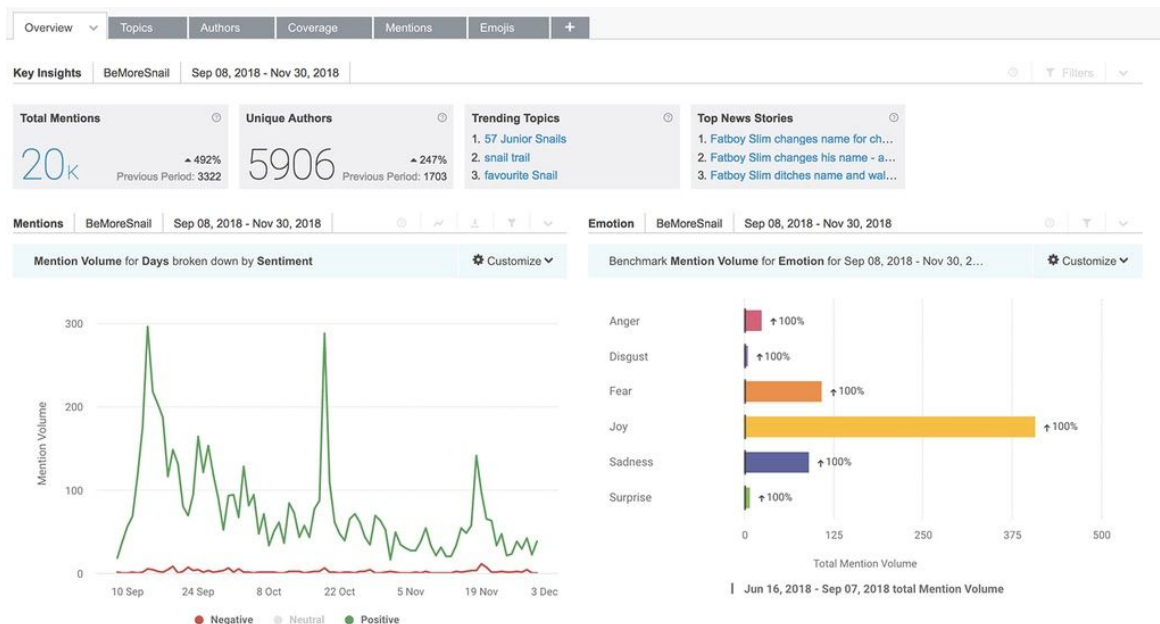 Overview
Topics
Authors
Coverage
Mentions
Emojis
+
Key Insights BeMoreSnail Sep 08, 2018 - Nov 30, 2018
Filters
Total Mentions
20K
492%
Previous Period: 3322
Unique Authors
5906
247%
Previous Period: 1703
Trending Topics
1. 57 Junior Snails
2. snail trail
3. favourite Snail
Top News Stories
1. Fatboy Slim changes name for ch...
2. Fatboy Slim changes his name - a...
3. Fatboy Slim ditches name and wal...
Mentions BeMoreSnail Sep 08, 2018 - Nov 30, 2018
Mention Volume for Days broken down by Sentiment
Customize
Mention Volume
300
200
100
0
10 Sep 24 Sep 8 Oct 22 Oct 5 Nov 19 Nov 3 Dec
Negative Neutral Positive
Emotion BeMoreSnail Sep 08, 2018 - Nov 30, 2018
Benchmark Mention Volume for Emotion for Sep 08, 2018 - Nov 30, 2...
Customize
Anger ↑100%
Disgust ↑100%
Fear ↑100%
Joy ↑100%
Sadness ↑100%
Surprise ↑100%
0 125 250 375 500
Total Mention Volume
Jun 16, 2018 - Sep 07, 2018 total Mention Volume